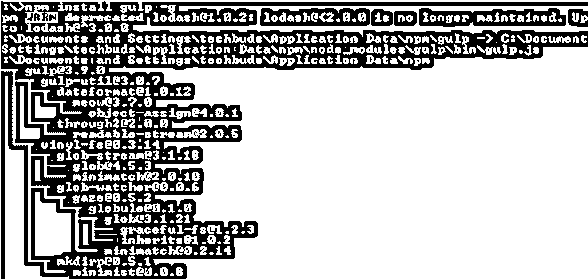 :\>npm install gulp -g
pm WARN deprecated lodash@1.0.2: lodash@<2.0.0 is no longer maintained. Up
to lodash@^3.0.0
:\Documents and Settings\techbuds\Application Data\npm\gulp -> C:\Document
Settings\techbuds\Application Data\npm\node_modules\gulp\bin\gulp.js
:\Documents and Settings\techbuds\Application Data\npm
gulp@3.9.0
gulp-util@3.0.7
dateformat@1.0.12
meow@3.7.0
object-assign@4.0.1
through2@2.0.0
readable-stream@2.0.5
vinyl-fs@0.3.14
glob-stream@3.1.18
glob@4.5.3
minimatch@2.0.10
glob-watcher@0.0.6
gaze@0.5.2
globule@0.1.0
glob@3.1.21
graceful-fs@1.2.3
inherits@1.0.2
minimatch@0.2.14
mkdirp@0.5.1
minimist@0.0.8